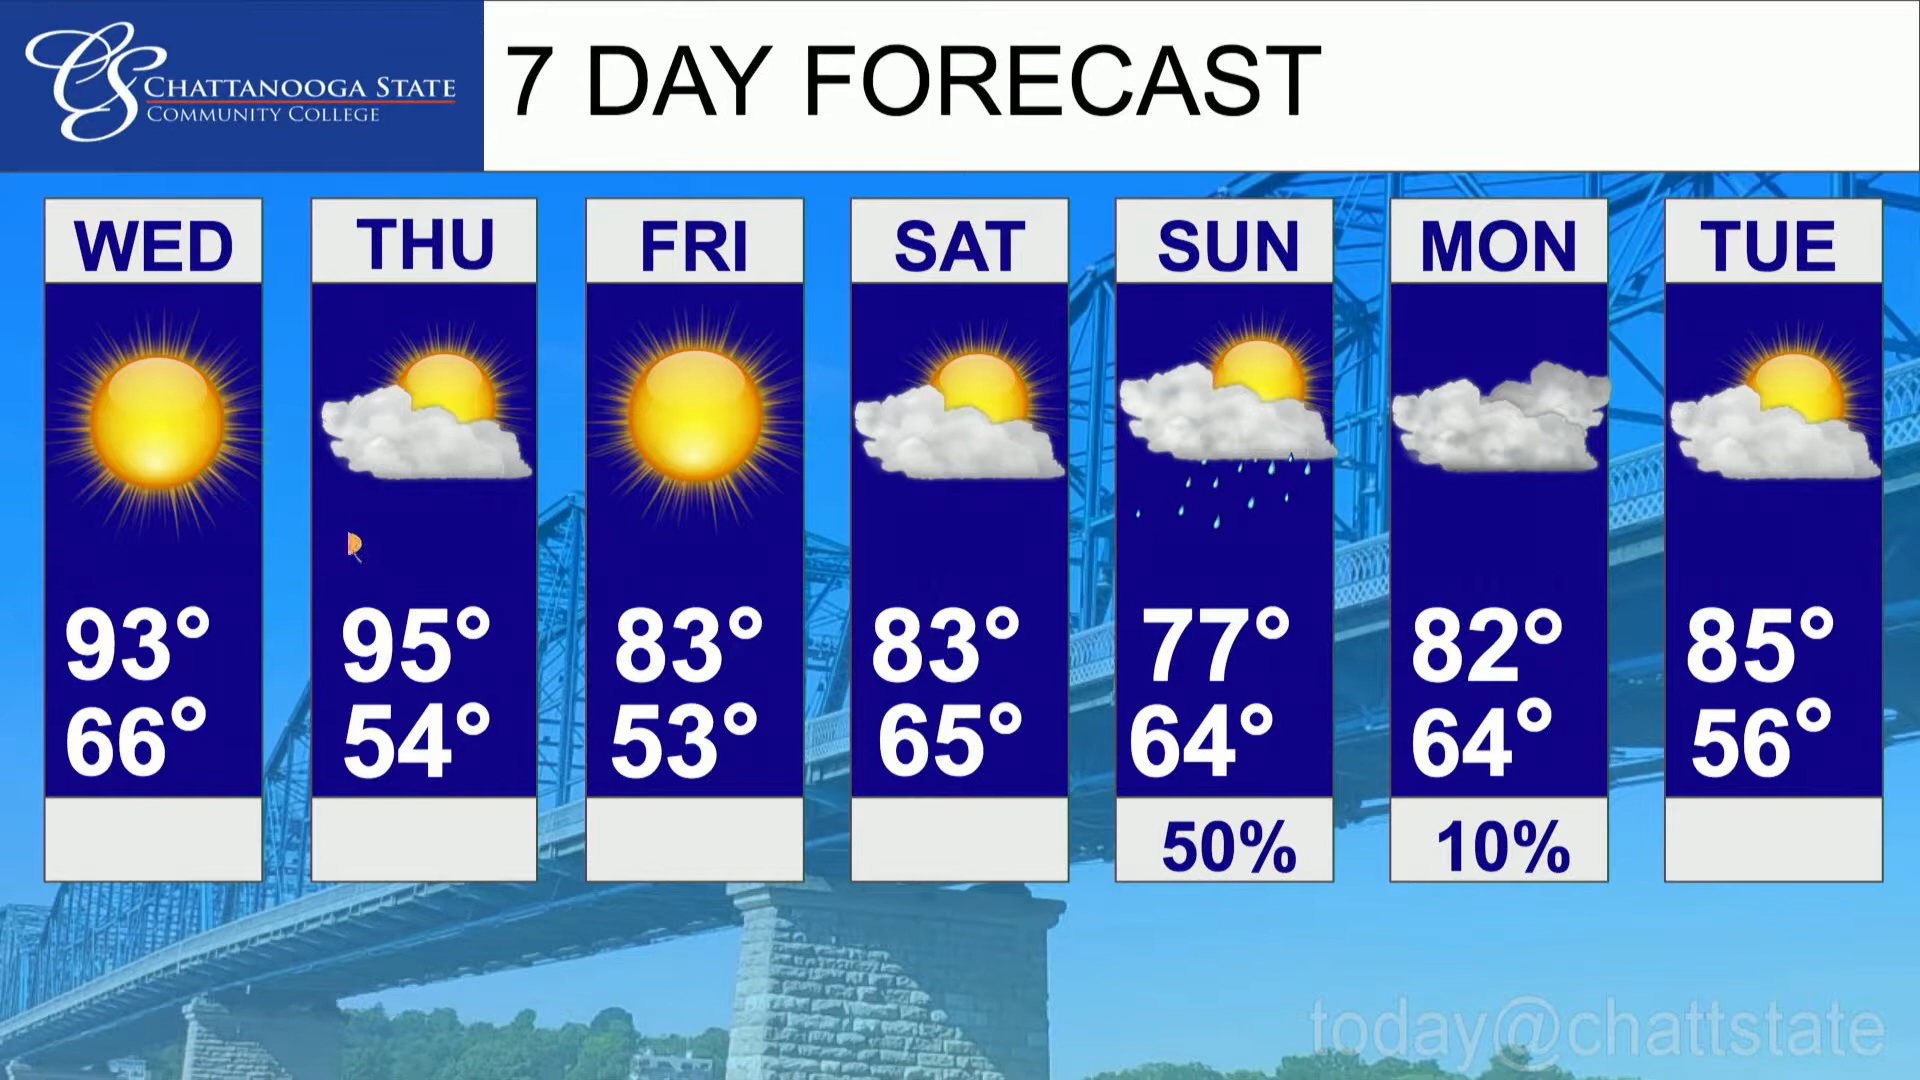 CS
CHATTANOOGA STATE
COMMUNITY COLLEGE
7 DAY FORECAST
WED THU FRI SAT SUN MON TUE
93° 95° 83° 83° 77° 82° 85°
66° 54° 53° 65° 64° 64° 56°
50% 10%
today@chattstate